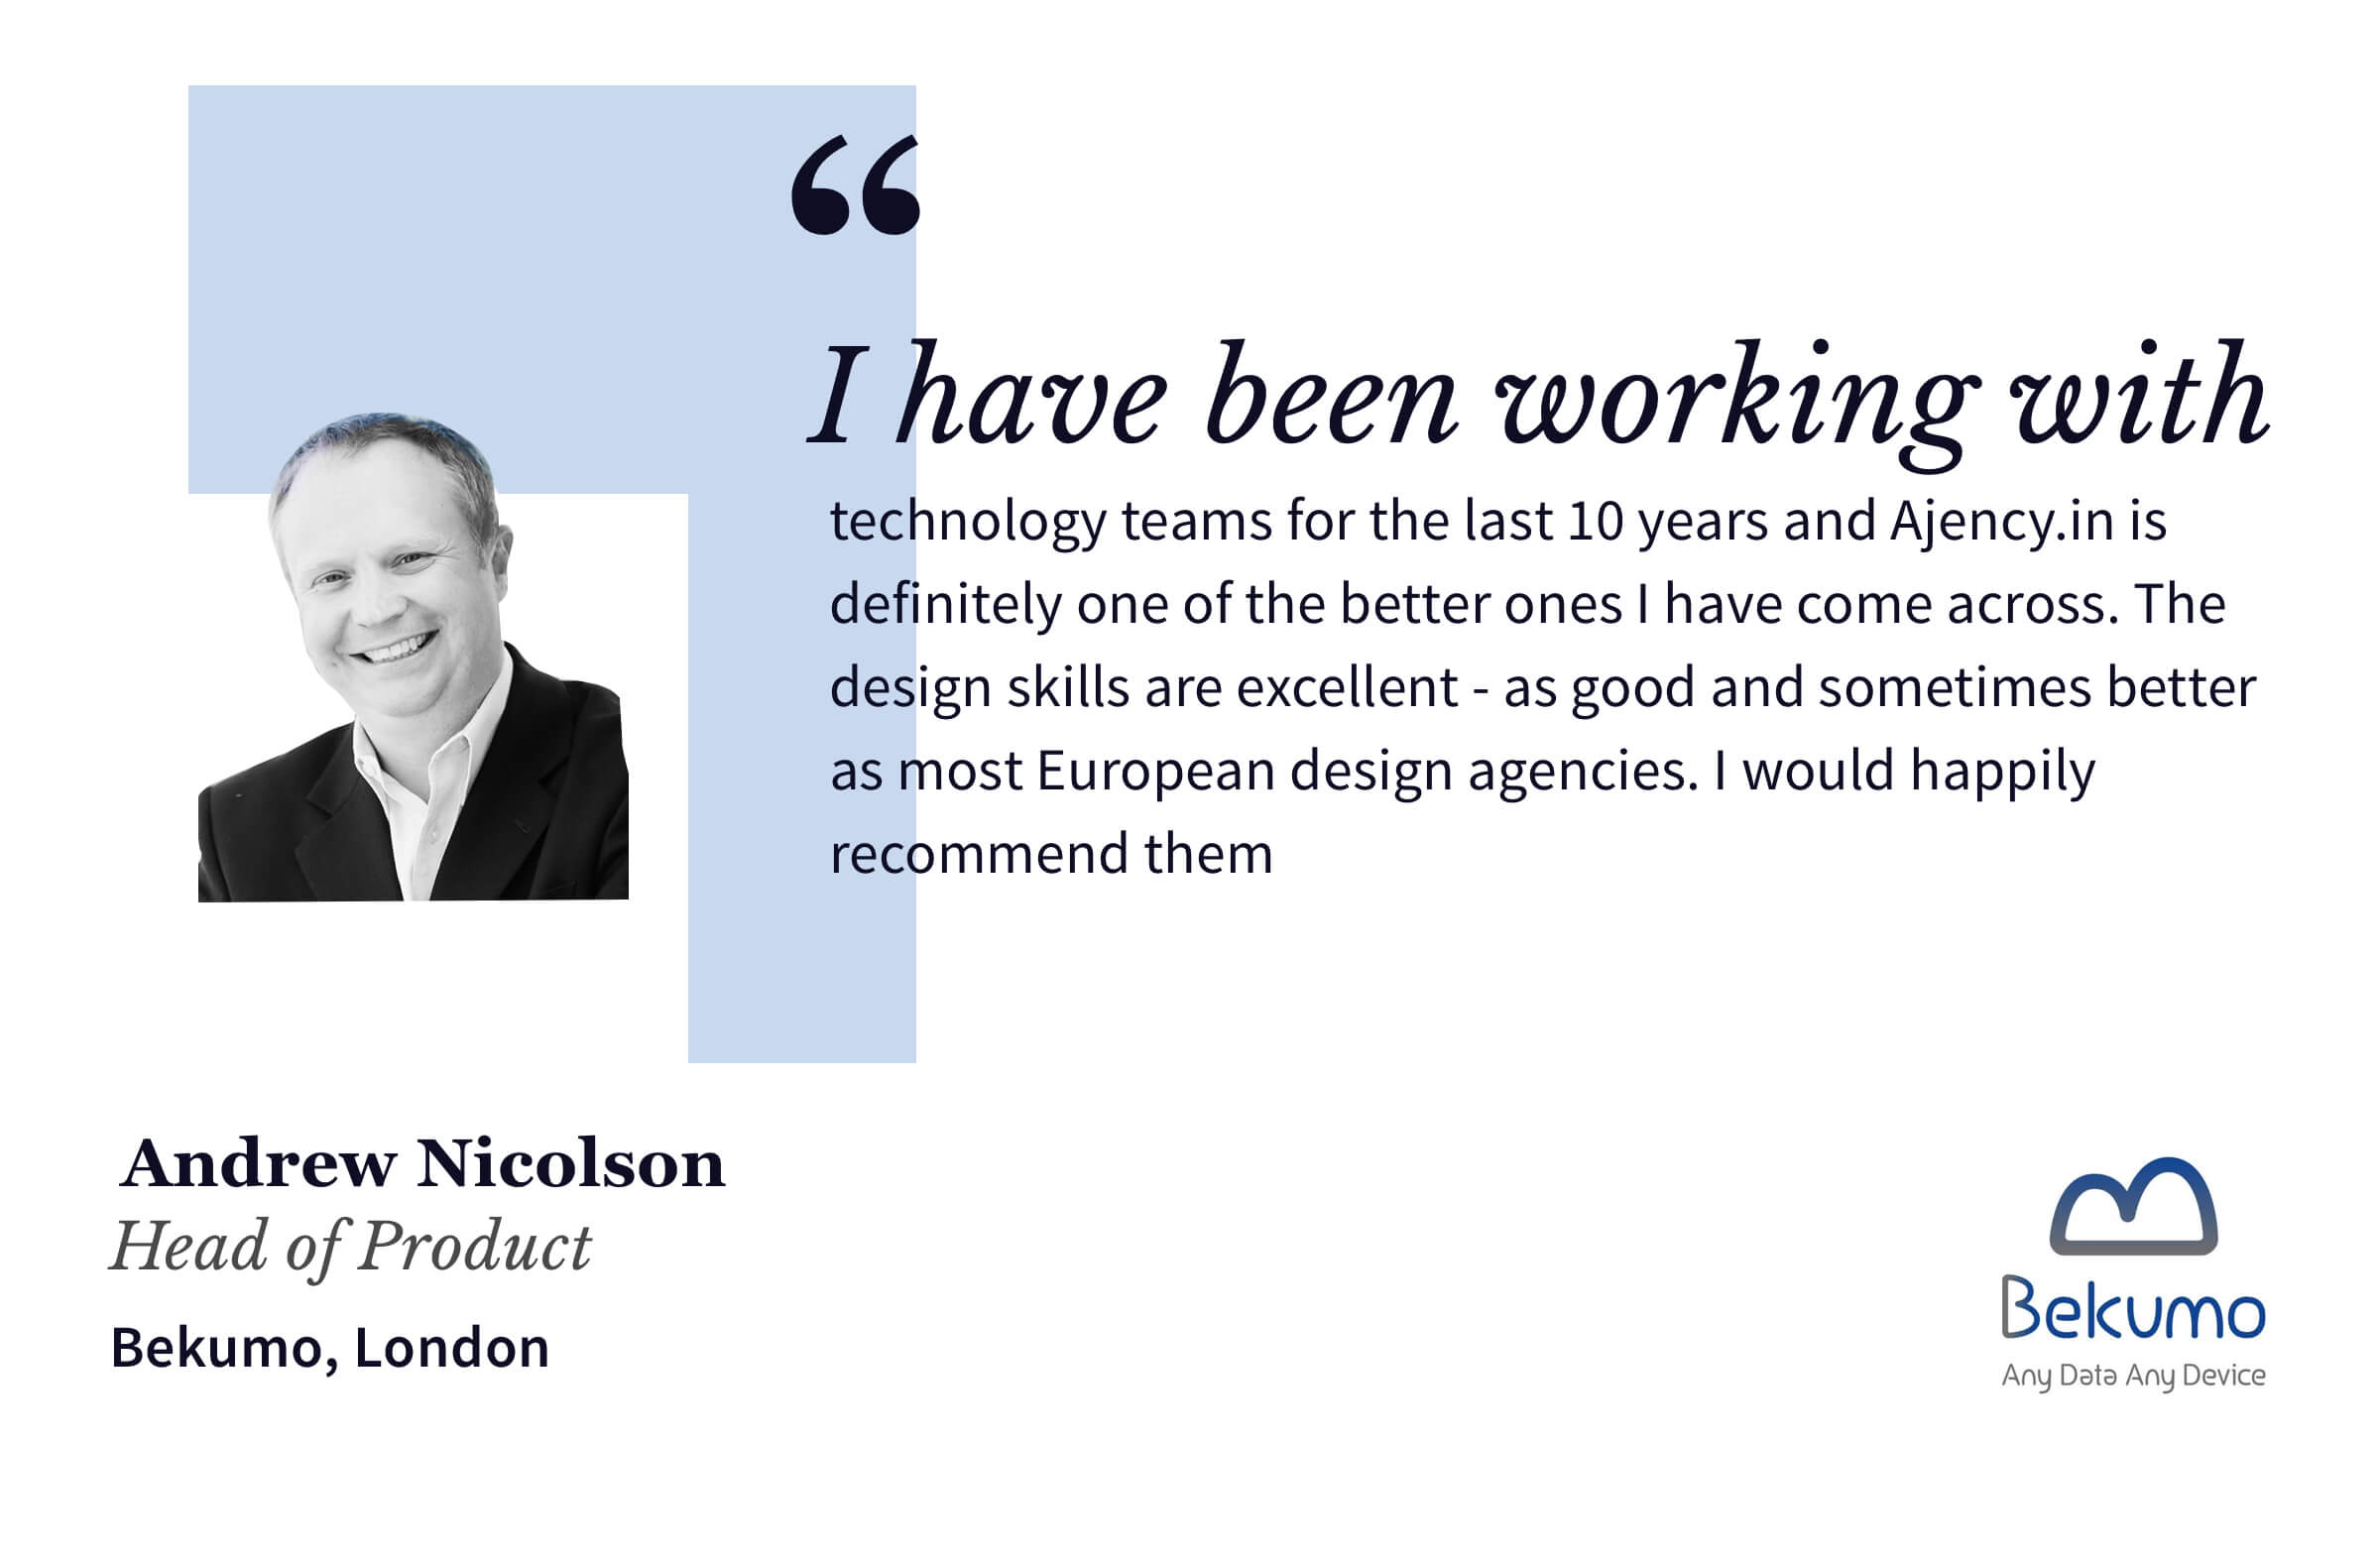 “
I have been working with
technology teams for the last 10 years and Ajency.in is
definitely one of the better ones I have come across. The
design skills are excellent - as good and sometimes better
as most European design agencies. I would happily
recommend them
Andrew Nicolson
Head of Product
Bekumo, London
Bekumo
Any Data Any Device